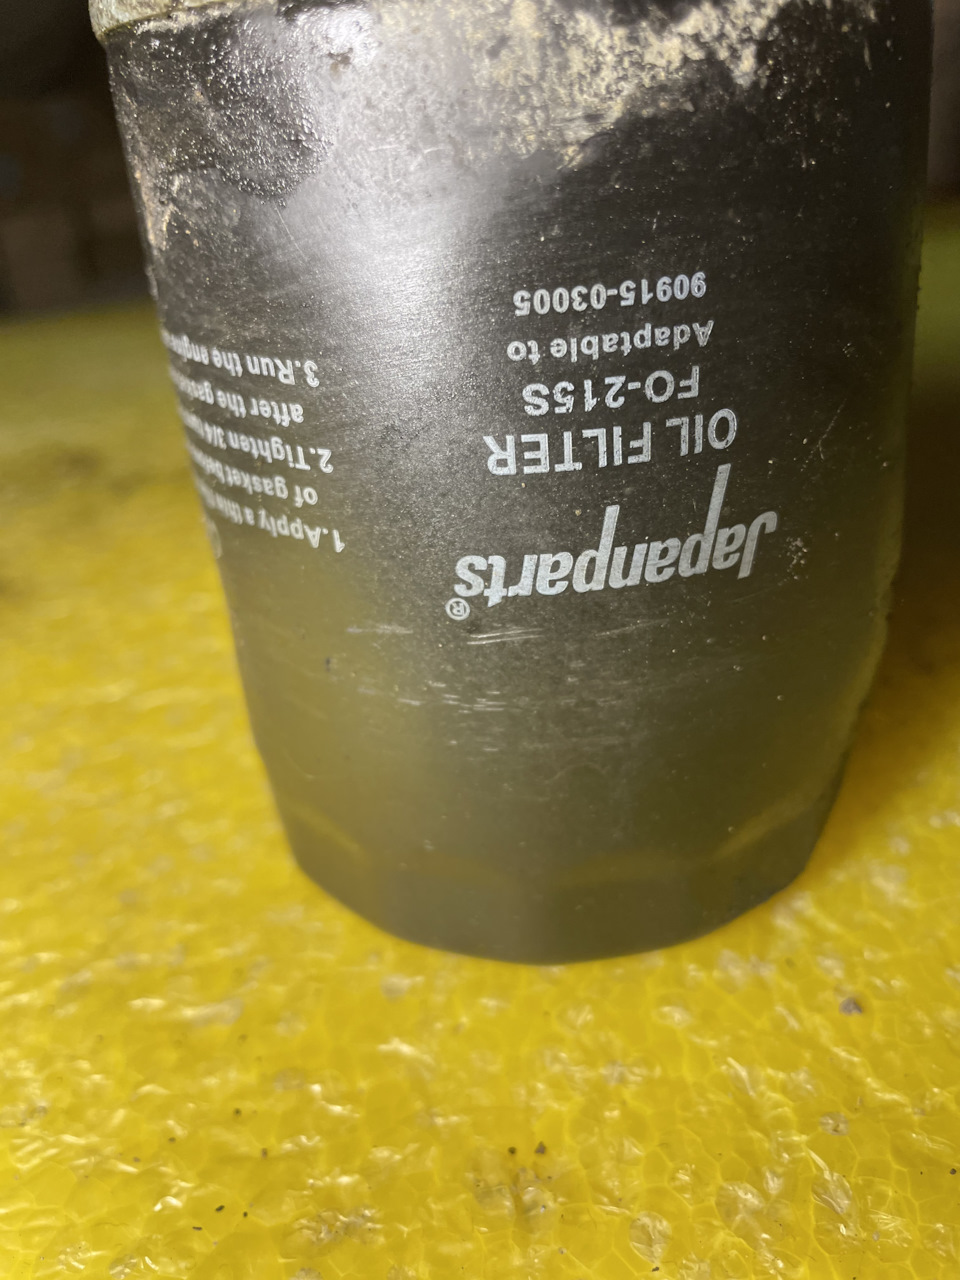 Japanparts®
OIL FILTER
FO-215S
Adaptable to
90915-03005
1.Apply a thin
of gasket
2.Tighten 3/4
after the
3.Run the engine